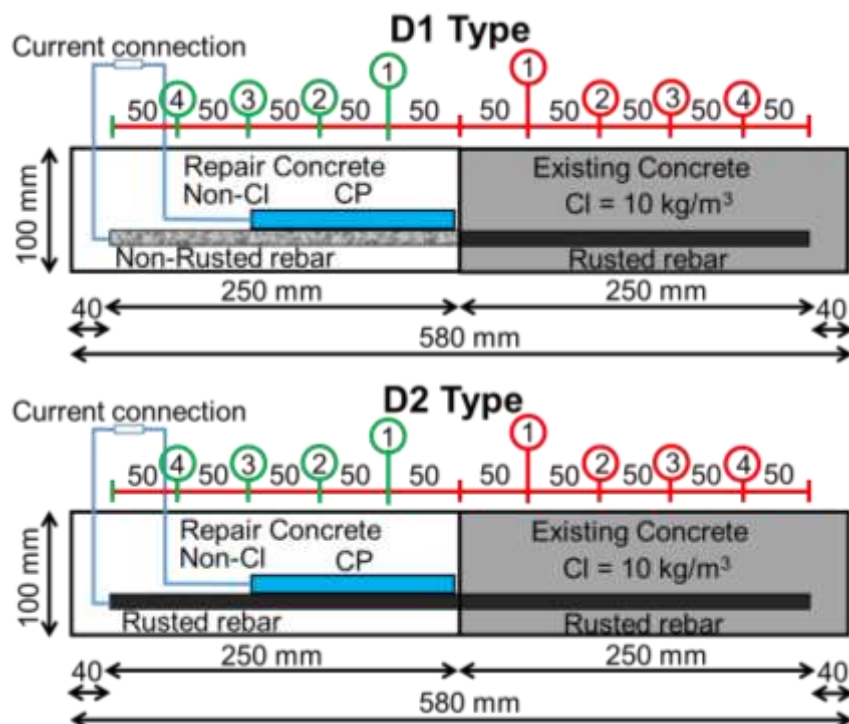 D1 Type
Current connection
1 1
4 3 2 2 3 4
50 50 50 50 50 50 50 50 50 50
Repair Concrete Existing Concrete
Non-Cl CP Cl = 10 kg/m³
100 mm
Non-Rusted rebar Rusted rebar
250 mm 250 mm
40 40
580 mm
D2 Type
Current connection
1 1
4 3 2 2 3 4
50 50 50 50 50 50 50 50 50 50
Repair Concrete Existing Concrete
Non-Cl CP Cl = 10 kg/m³
100 mm
Rusted rebar Rusted rebar
250 mm 250 mm
40 40
580 mm